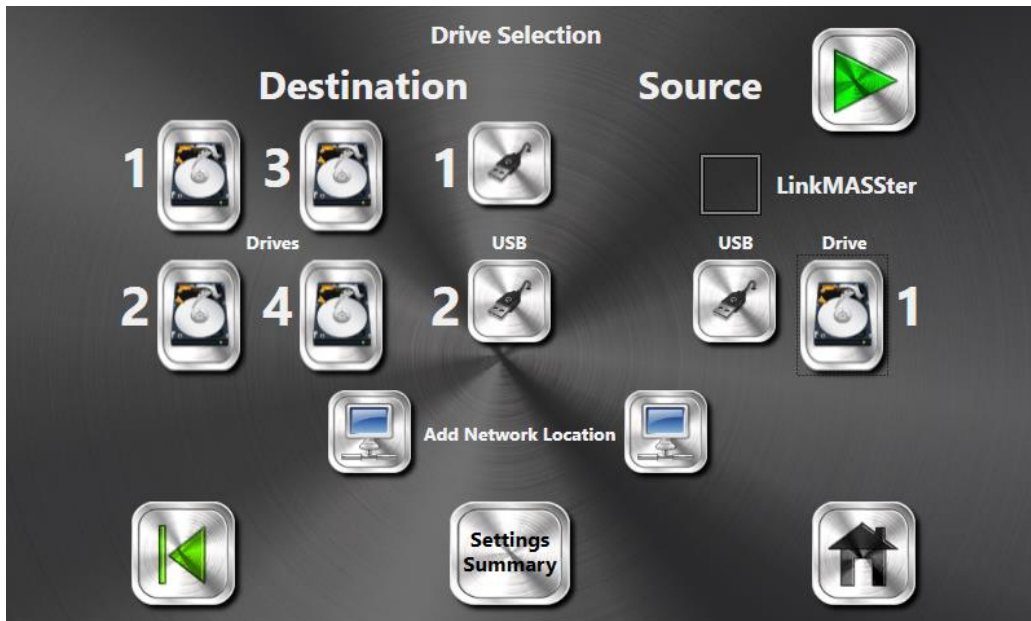 Drive Selection
Destination
Source
1
3
1
LinkMASSter
Drives
USB
USB
Drive
2
4
2
1
Add Network Location
Settings
Summary